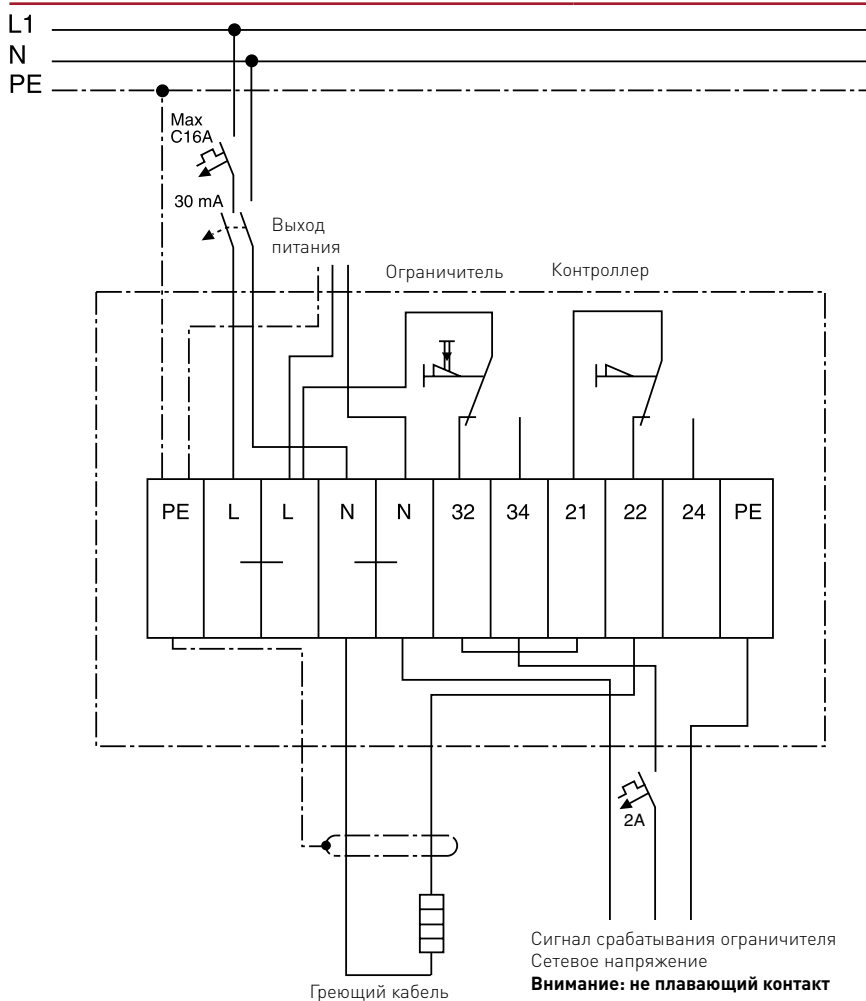 L1
N
PE
Max
C16A
30 mA
Выход
питания
Ограничитель
Контроллер
PE L L N N 32 34 21 22 24 PE
2A
Сигнал срабатывания ограничителя
Сетевое напряжение
Внимание: не плавающий контакт
Греющий кабель